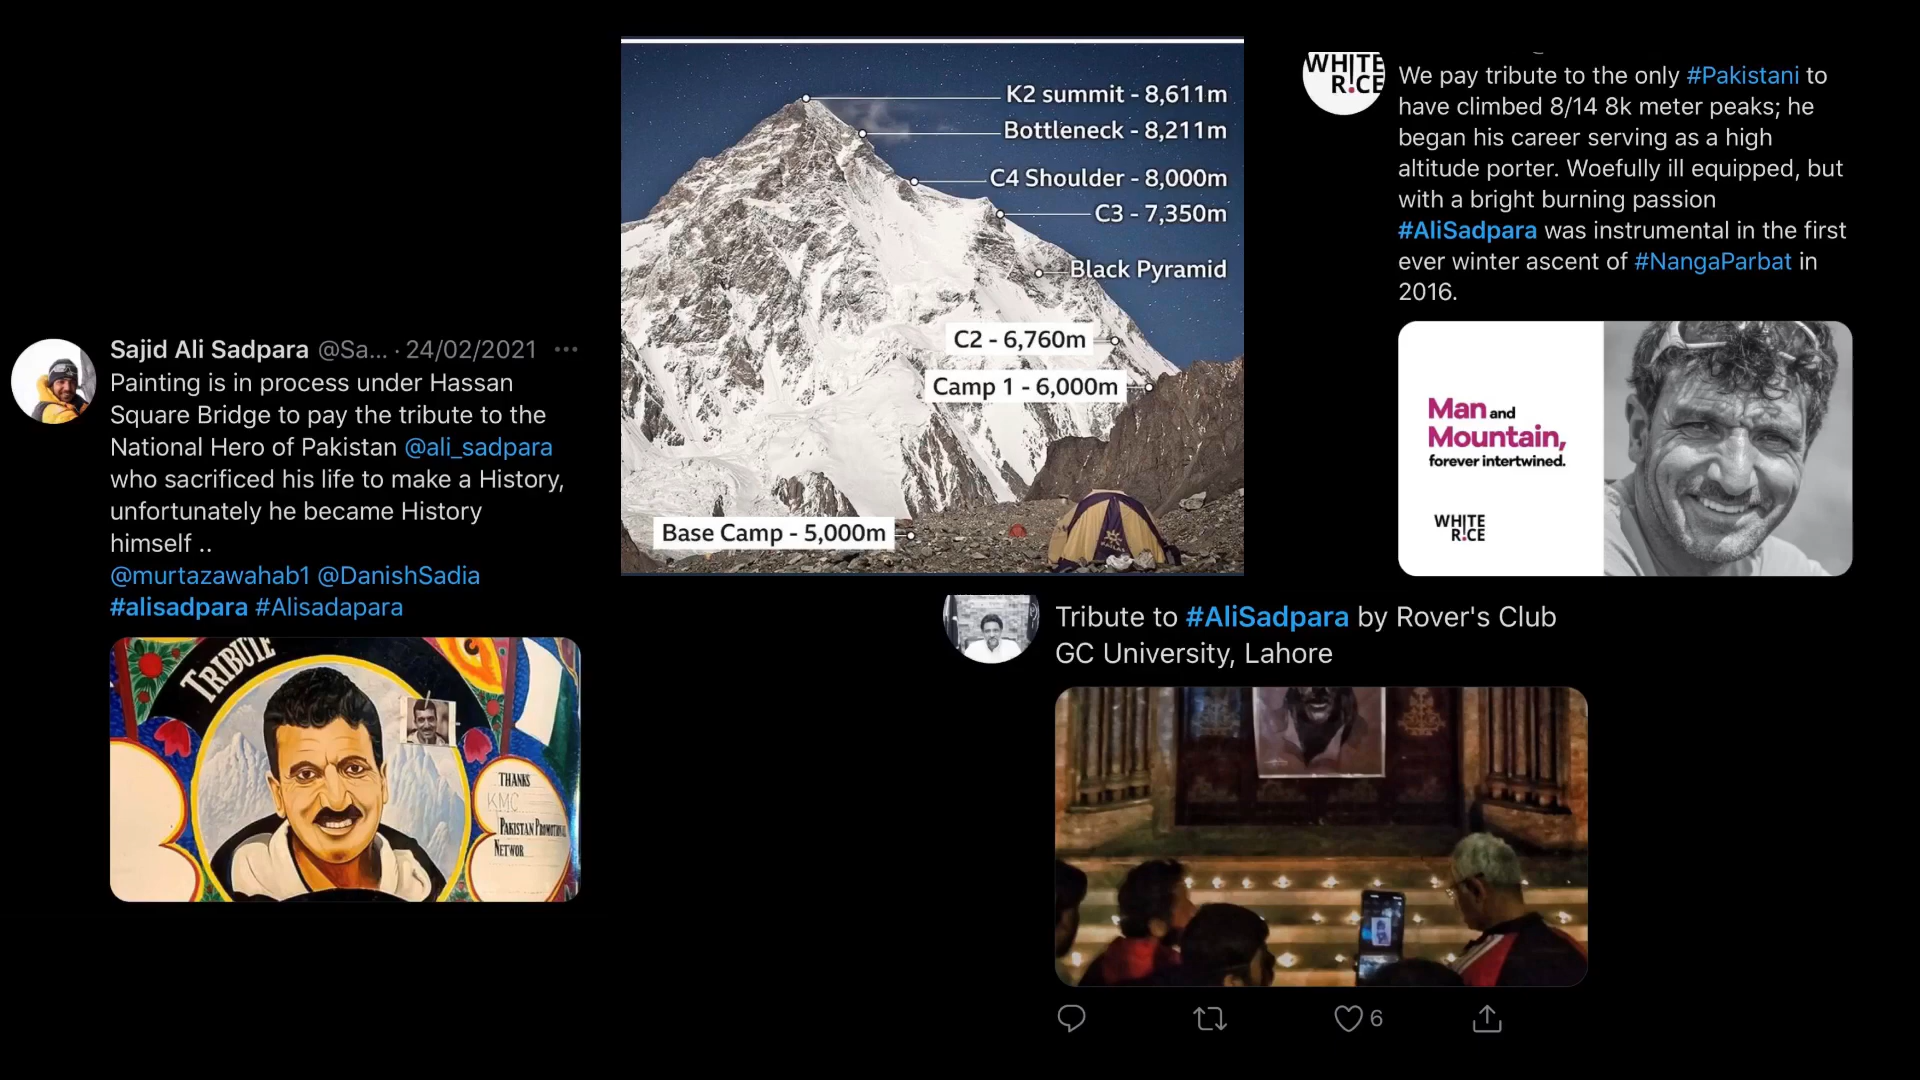 K2 summit - 8,611m
Bottleneck - 8,211m
C4 Shoulder - 8,000m
C3 - 7,350m
Black Pyramid
C2 - 6,760m
Camp 1 - 6,000m
Base Camp - 5,000m
WHITE
R!CE
We pay tribute to the only #Pakistani to
have climbed 8/14 8k meter peaks; he
began his career serving as a high
altitude porter. Woefully ill equipped, but
with a bright burning passion
#AliSadpara was instrumental in the first
ever winter ascent of #NangaParbat in
2016.
Man and
Mountain,
forever intertwined.
WHITE
R!CE
Sajid Ali Sadpara @Sa... · 24/02/2021 ···
Painting is in process under Hassan
Square Bridge to pay the tribute to the
National Hero of Pakistan @ali_sadpara
who sacrificed his life to make a History,
unfortunately he became History
himself ..
@murtazawahab1 @DanishSadia
#alisadpara #Alisadapara
TRIBUTE
THANKS
KMC
PAKISTAN PROMOTIONAL
NETWOR
Tribute to #AliSadpara by Rover's Club
GC University, Lahore
6